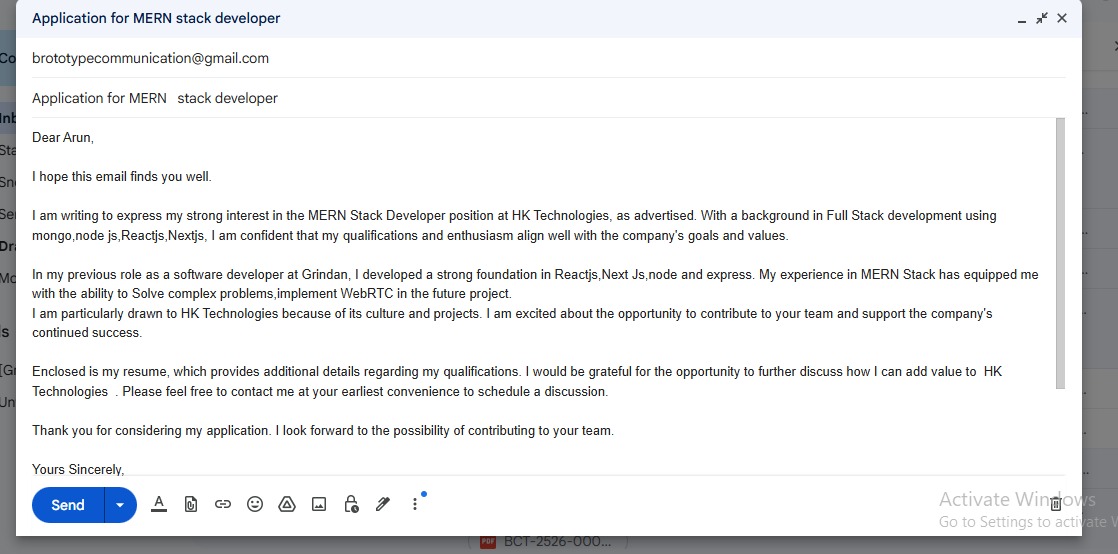 Application for MERN stack developer
brototypecommunication@gmail.com
Application for MERN  stack developer
Dear Arun,
I hope this email finds you well.
I am writing to express my strong interest in the MERN Stack Developer position at HK Technologies, as advertised. With a background in Full Stack development using
mongo,node js,Reactjs,Nextjs, I am confident that my qualifications and enthusiasm align well with the company's goals and values.
In my previous role as a software developer at Grindan, I developed a strong foundation in Reactjs,Next Js,node and express. My experience in MERN Stack has equipped me
with the ability to Solve complex problems,implement WebRTC in the future project.
I am particularly drawn to HK Technologies because of its culture and projects. I am excited about the opportunity to contribute to your team and support the company's
continued success.
Enclosed is my resume, which provides additional details regarding my qualifications. I would be grateful for the opportunity to further discuss how I can add value to  HK
Technologies  . Please feel free to contact me at your earliest convenience to schedule a discussion.
Thank you for considering my application. I look forward to the possibility of contributing to your team.
Yours Sincerely,
Send
Activate Windows
Go to Settings to activate W
PDF
BCT-2526-000...